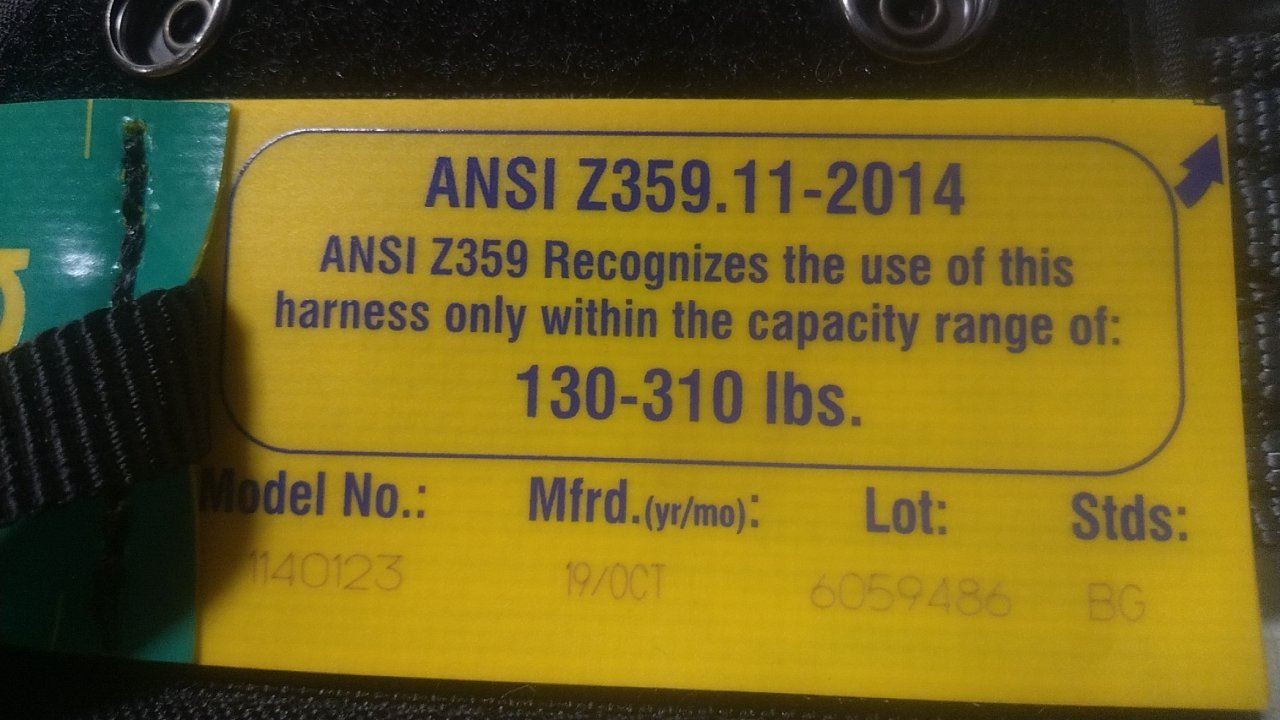 ANSI Z359.11-2014
ANSI Z359 Recognizes the use of this
harness only within the capacity range of:
130-310 lbs.
Model No.: Mfrd.(yr/mo): Lot: Stds:
1140123 19/OCT 6059486 BG